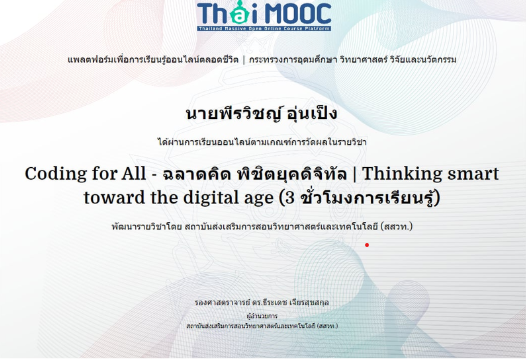 Thai MOOC
Thailand Massive Open Online Course Platform
แพลตฟอร์มเพื่อการเรียนรู้ออนไลน์ตลอดชีวิต | กระทรวงการอุดมศึกษา วิทยาศาสตร์ วิจัยและนวัตกรรม
นายพีรวิชญ์ อุ่นเป็ง
ได้ผ่านการเรียนออนไลน์ตามเกณฑ์การวัดผลในรายวิชา
Coding for All - ฉลาดคิด พิชิตยุคดิจิทัล | Thinking smart
toward the digital age (3 ชั่วโมงการเรียนรู้)
พัฒนารายวิชาโดย สถาบันส่งเสริมการสอนวิทยาศาสตร์และเทคโนโลยี (สสวท.)
รองศาสตราจารย์ ดร.ธีระเดช เจียรสุขสกุล
ผู้อำนวยการ
สถาบันส่งเสริมการสอนวิทยาศาสตร์และเทคโนโลยี (สสวท.)